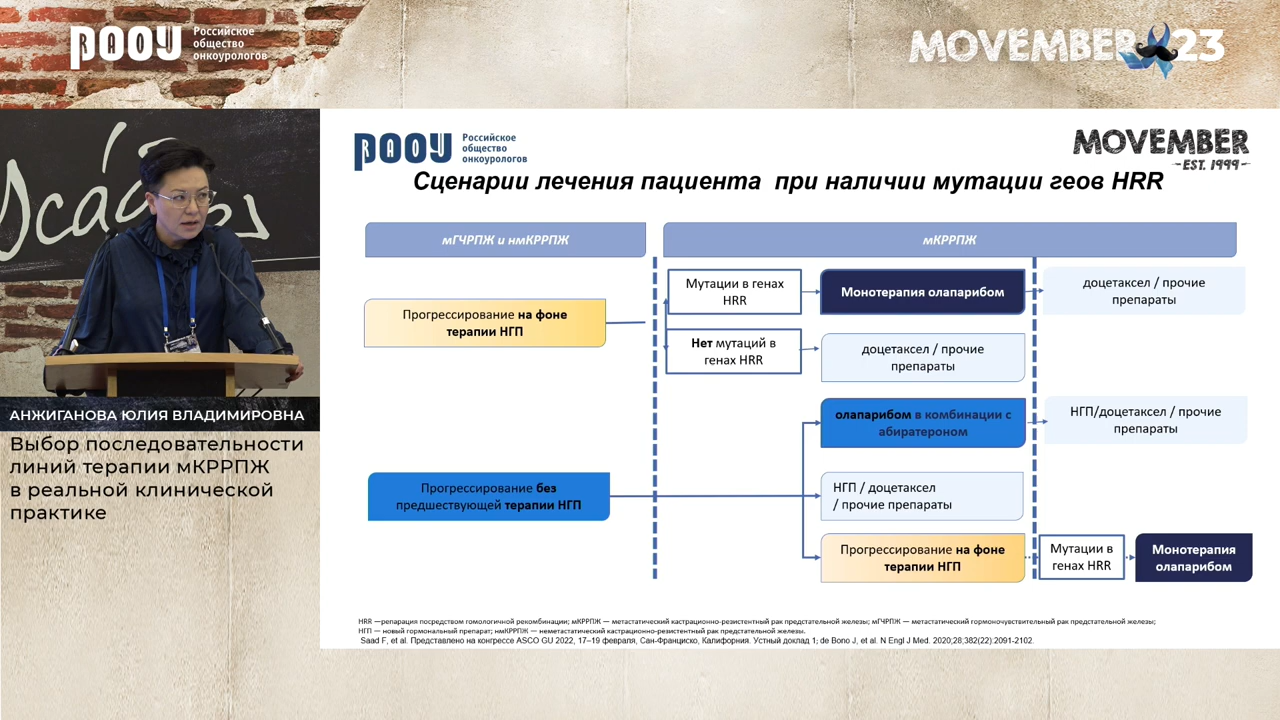 РООУ
Российское
общество
онкоурологов
MOVEMBER 23
РООУ
Российское
общество
онкоурологов
MOVEMBER
EST. 1999
Сценарии лечения пациента при наличии мутации геов HRR
мГЧРПЖ и нмКРРПЖ
мКРРПЖ
Прогрессирование на фоне
терапии НГП
Мутации в генах
HRR
Монотерапия олапарибом
доцетаксел / прочие
препараты
Нет мутаций в
генах HRR
доцетаксел / прочие
препараты
олапарибом в комбинации с
абиратероном
НГП/доцетаксел / прочие
препараты
Прогрессирование без
предшествующей терапии НГП
НГП / доцетаксел
/ прочие препараты
Прогрессирование на фоне
терапии НГП
Мутации в
генах HRR
Монотерапия
олапарибом
HRR —репарация посредством гомологичной рекомбинации; мКРРПЖ — метастатический кастрационно-резистентный рак предстательной железы; мГЧРПЖ — метастатический гормоночувствительный рак предстательной железы;
НГП — новый гормональный препарат; нмКРРПЖ — неметастатический кастрационно-резистентный рак предстательной железы.
Saad F, et al. Представлено на конгрессе ASCO GU 2022, 17–19 февраля, Сан-Франциско, Калифорния. Устный доклад 1; de Bono J, et al. N Engl J Med. 2020;28;382(22):2091-2102.
АНЖИГАНОВА ЮЛИЯ ВЛАДИМИРОВНА
Выбор последовательности
линий терапии мКРРПЖ
в реальной клинической
практике